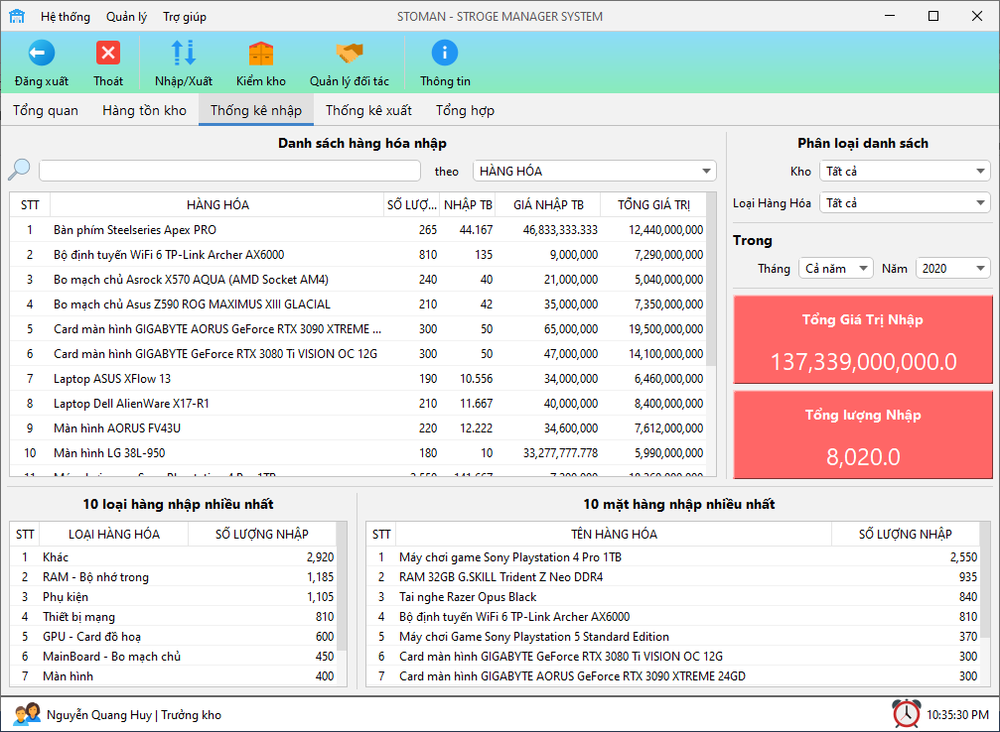 Hệ thống Quản lý Trợ giúp STOMAN - STROGE MANAGER SYSTEM
Đăng xuất Thoát Nhập/Xuất Kiểm kho Quản lý đối tác Thông tin
Tổng quan Hàng tồn kho Thống kê nhập Thống kê xuất Tổng hợp
Danh sách hàng hóa nhập
theo HÀNG HÓA
STT HÀNG HÓA SỐ LƯỢ... NHẬP TB GIÁ NHẬP TB TỔNG GIÁ TRỊ
1 Bàn phím Steelseries Apex PRO 265 44.167 46,833,333.333 12,440,000,000
2 Bộ định tuyến WiFi 6 TP-Link Archer AX6000 810 135 9,000,000 7,290,000,000
3 Bo mạch chủ Asrock X570 AQUA (AMD Socket AM4) 240 40 21,000,000 5,040,000,000
4 Bo mạch chủ Asus Z590 ROG MAXIMUS XIII GLACIAL 210 42 35,000,000 7,350,000,000
5 Card màn hình GIGABYTE AORUS GeForce RTX 3090 XTREME ... 300 50 65,000,000 19,500,000,000
6 Card màn hình GIGABYTE GeForce RTX 3080 Ti VISION OC 12G 300 50 47,000,000 14,100,000,000
7 Laptop ASUS XFlow 13 190 10.556 34,000,000 6,460,000,000
8 Laptop Dell AlienWare X17-R1 210 11.667 40,000,000 8,400,000,000
9 Màn hình AORUS FV43U 220 12.222 34,600,000 7,612,000,000
10 Màn hình LG 38L-950 180 10 33,277,777.778 5,990,000,000
Phân loại danh sách
Kho Tất cả
Loại Hàng Hóa Tất cả
Trong
Tháng Cả năm Năm 2020
Tổng Giá Trị Nhập
137,339,000,000.0
Tổng lượng Nhập
8,020.0
10 loại hàng nhập nhiều nhất
STT LOẠI HÀNG HÓA SỐ LƯỢNG NHẬP
1 Khác 2,920
2 RAM - Bộ nhớ trong 1,185
3 Phụ kiện 1,105
4 Thiết bị mạng 810
5 GPU - Card đồ hoạ 600
6 MainBoard - Bo mạch chủ 450
7 Màn hình 400
10 mặt hàng nhập nhiều nhất
STT TÊN HÀNG HÓA SỐ LƯỢNG NHẬP
1 Máy chơi game Sony Playstation 4 Pro 1TB 2,550
2 RAM 32GB G.SKILL Trident Z Neo DDR4 935
3 Tai nghe Razer Opus Black 840
4 Bộ định tuyến WiFi 6 TP-Link Archer AX6000 810
5 Máy chơi Game Sony Playstation 5 Standard Edition 370
6 Card màn hình GIGABYTE GeForce RTX 3080 Ti VISION OC 12G 300
7 Card màn hình GIGABYTE AORUS GeForce RTX 3090 XTREME 24GD 300
Nguyễn Quang Huy | Trưởng kho 10:35:30 PM